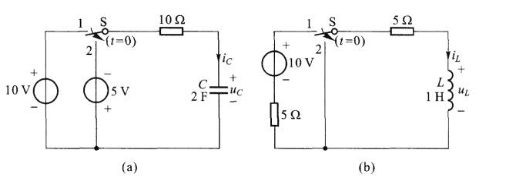 1 S 10 Ω
(t=0)
2
i_C
+ − + +
10 V 5 V C u_C
2 F
− + −
(a)
1 S 5 Ω
2 (t=0)
i_L
+ +
10 V L u_L
− 1 H −
5 Ω
(b)